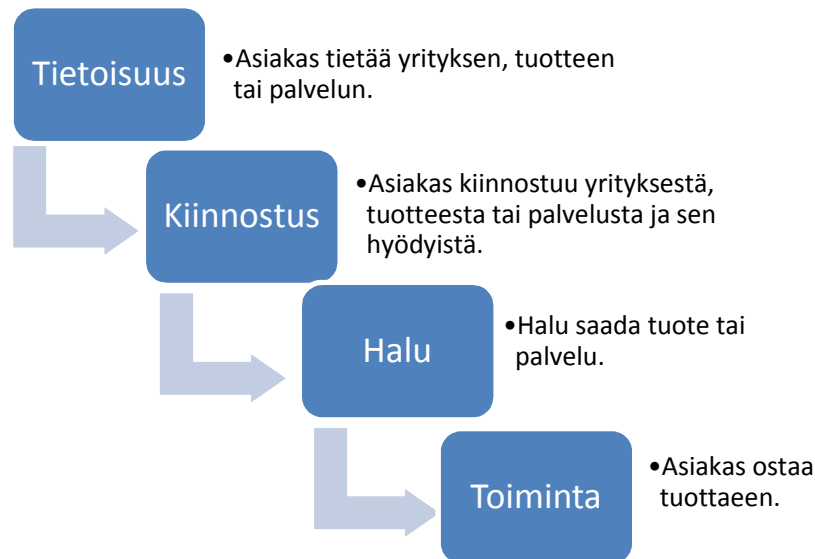 Tietoisuus
•Asiakas tietää yrityksen, tuotteen
tai palvelun.
Kiinnostus
•Asiakas kiinnostuu yrityksestä,
tuotteesta tai palvelusta ja sen
hyödyistä.
Halu
•Halu saada tuote tai
palvelu.
Toiminta
•Asiakas ostaa
tuottaeen.